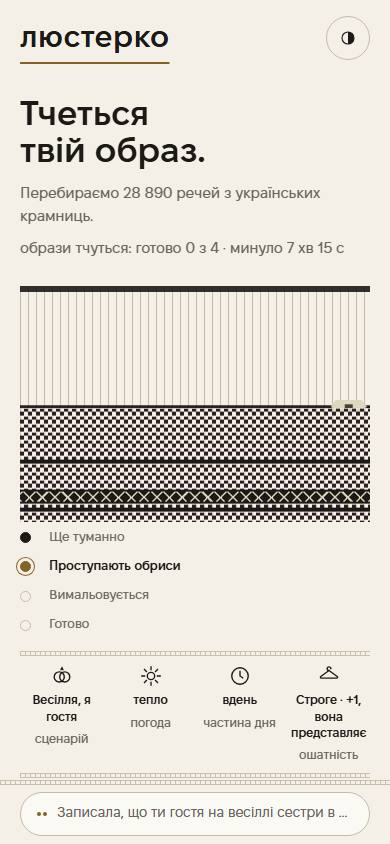 люстерко
Тчеться
твій образ.
Перебираємо 28 890 речей з українських
крамниць.
образи тчуться: готово 0 з 4 · минуло 7 хв 15 с
Ще туманно
Проступають обриси
Вимальовується
Готово
Весілля, я
гостя
сценарій
тепло
погода
вдень
частина дня
Строге · +1,
вона
представляє
ошатність
Записала, що ти гостя на весіллі сестри в ...